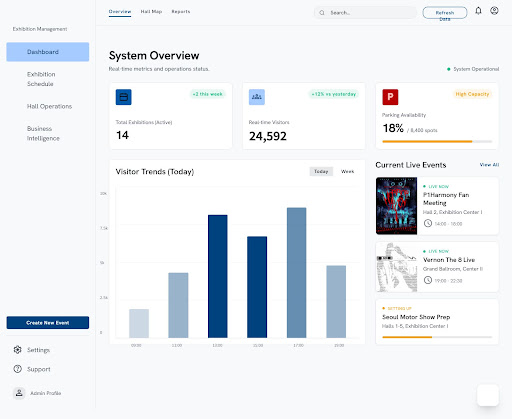 Exhibition Management
Dashboard
Exhibition
Schedule
Hall Operations
Business
Intelligence
Create New Event
Settings
Support
Admin Profile
Overview
Hall Map
Reports
Search...
Refresh
Data
System Overview
Real-time metrics and operations status.
System Operational
+3 this week
Total Exhibitions (Active)
14
+12% vs yesterday
Real-time Visitors
24,592
P
High Capacity
Parking Availability
18% / 8,400 spots
Visitor Trends (Today)
Today
Week
10k
7.5k
5k
2.5k
0
09:00
11:00
13:00
15:00
17:00
Current Live Events
View All
LIVE NOW
P1Harmony Fan
Meeting
Hall 2, Exhibition Center I
14:00 - 18:00
LIVE NOW
Vernon The 8 Live
Grand Ballroom, Center II
19:00 - 22:30
SETTING UP
Seoul Motor Show Prep
Halls 1-5, Exhibition Center I